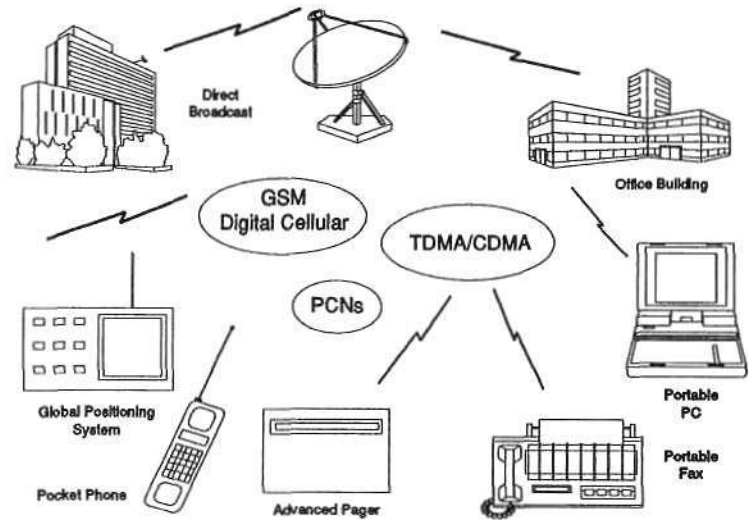 Direct
Broadcast
Office Building
GSM
Digital Cellular
TDMA/CDMA
PCNs
Global Positioning
System
Portable
PC
Pocket Phone
Advanced Pager
Portable
Fax